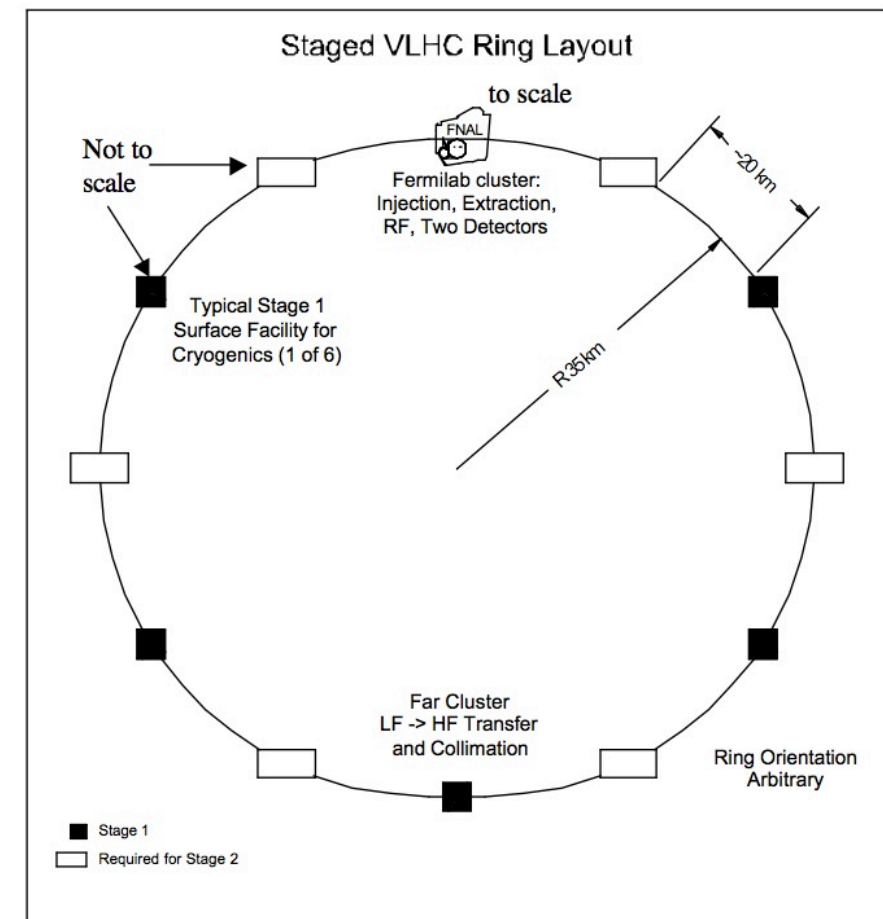 Staged VLHC Ring Layout
to scale
FNAL
Not to
scale
Fermilab cluster:
Injection, Extraction,
RF, Two Detectors
~20 km
Typical Stage 1
Surface Facility for
Cryogenics (1 of 6)
R35km
Far Cluster
LF -> HF Transfer
and Collimation
Ring Orientation
Arbitrary
Stage 1
Required for Stage 2